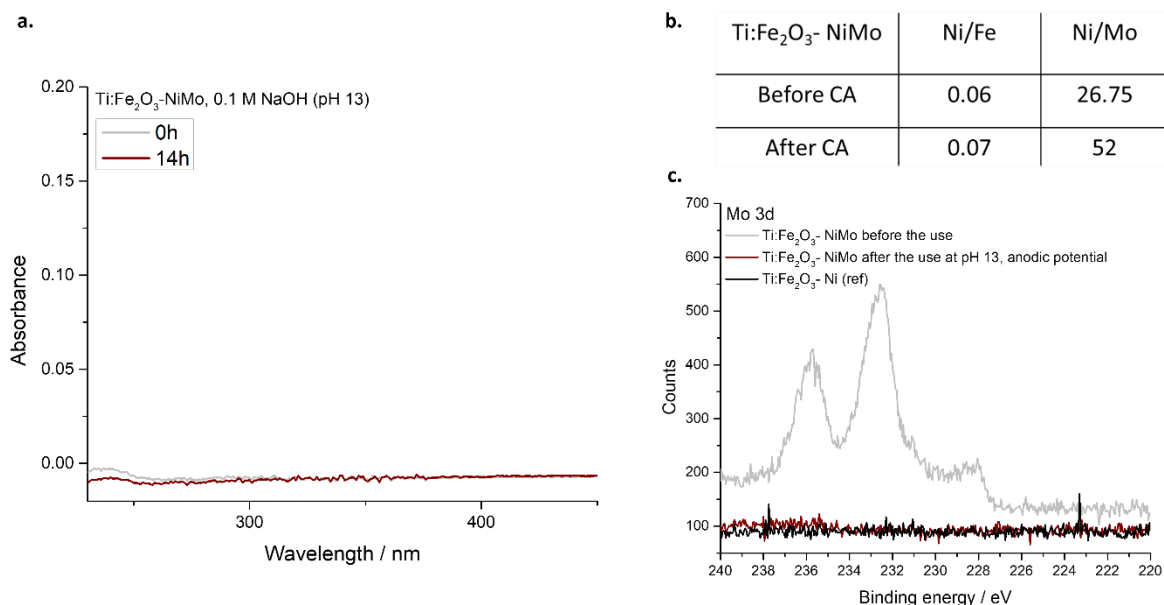 a.
Ti:Fe₂O₃-NiMo, 0.1 M NaOH (pH 13)
0h
14h
0.20
0.15
0.10
0.05
0.00
Absorbance
300 400
Wavelength / nm
b.
Ti:Fe₂O₃- NiMo Ni/Fe Ni/Mo
Before CA 0.06 26.75
After CA 0.07 52
c.
Mo 3d
Ti:Fe₂O₃- NiMo before the use
Ti:Fe₂O₃- NiMo after the use at pH 13, anodic potential
Ti:Fe₂O₃- Ni (ref)
700
600
500
400
300
200
100
Counts
240 238 236 234 232 230 228 226 224 222 220
Binding energy / eV